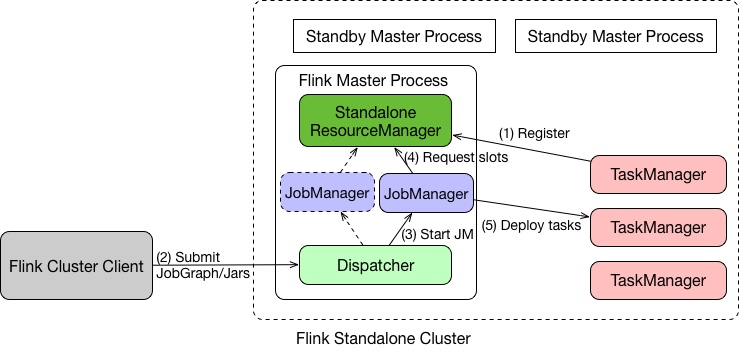 Standby Master Process
Standby Master Process
Flink Master Process
Standalone
ResourceManager
(1) Register
(4) Request slots
TaskManager
JobManager
JobManager
TaskManager
(5) Deploy tasks
(3) Start JM
(2) Submit
JobGraph/Jars
Flink Cluster Client
Dispatcher
TaskManager
Flink Standalone Cluster